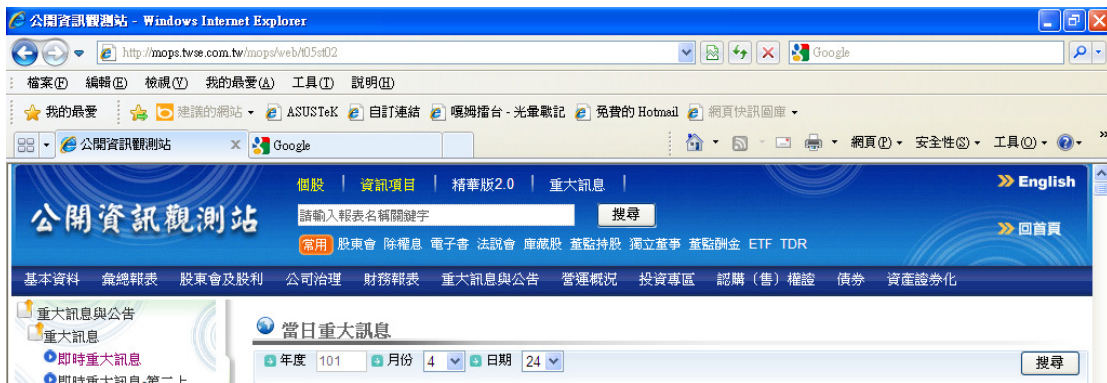 公開資訊觀測站 - Windows Internet Explorer
http://mops.twse.com.tw/mops/web/t05st02
Google
檔案(F) 編輯(E) 檢視(V) 我的最愛(A) 工具(T) 說明(H)
我的最愛 建議的網站 ASUSTeK 自訂連結 嘎姆擂台 - 光暈戰記 免費的 Hotmail 網頁快訊圖庫
公開資訊觀測站 X Google 網頁(P) 安全性(S) 工具(O) »
個股 | 資訊項目 | 精華版2.0 | 重大訊息 |
English
公開資訊觀測站
請輸入報表名稱關鍵字 搜尋
回首頁
常用 股東會 除權息 電子書 法說會 庫藏股 董監持股 獨立董事 董監酬金 ETF TDR
基本資料 彙總報表 股東會及股利 公司治理 財務報表 重大訊息與公告 營運概況 投資專區 認購（售）權證 債券 資產證券化
重大訊息與公告
重大訊息
即時重大訊息
即時重大訊息-第二上
當日重大訊息
年度 101 月份 4 日期 24 搜尋